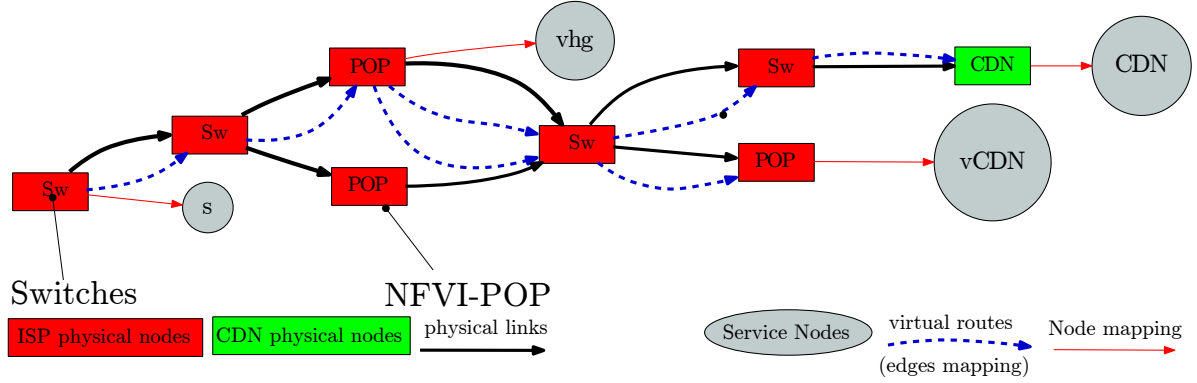 vhg
POP
Sw
CDN
CDN
Sw
Sw
POP
vCDN
Sw
POP
s
Switches
NFVI-POP
ISP physical nodes
CDN physical nodes
physical links
Service Nodes
virtual routes
(edges mapping)
Node mapping